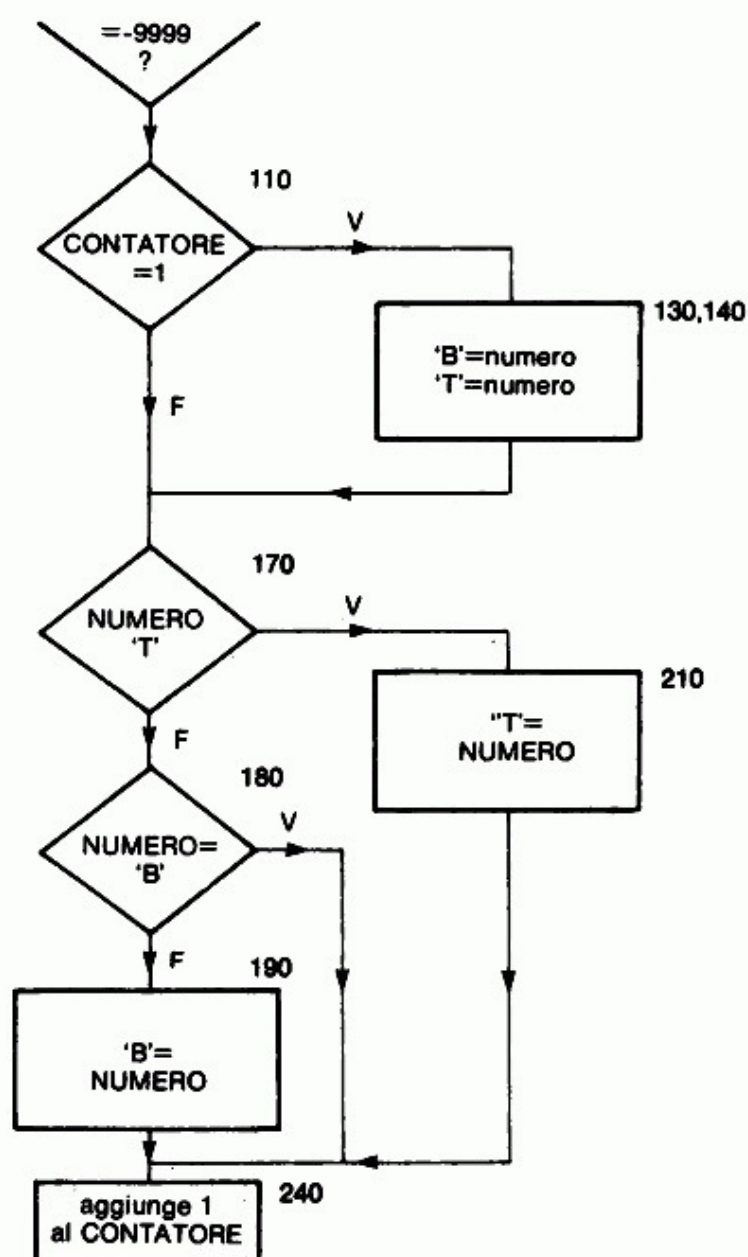 =-9999
?
110
CONTATORE
=1
V
130,140
'B'=numero
'T'=numero
F
170
NUMERO
'T'
V
210
''T'=
NUMERO
F
180
NUMERO=
'B'
V
F
190
'B'=
NUMERO
240
aggiunge 1
al CONTATORE